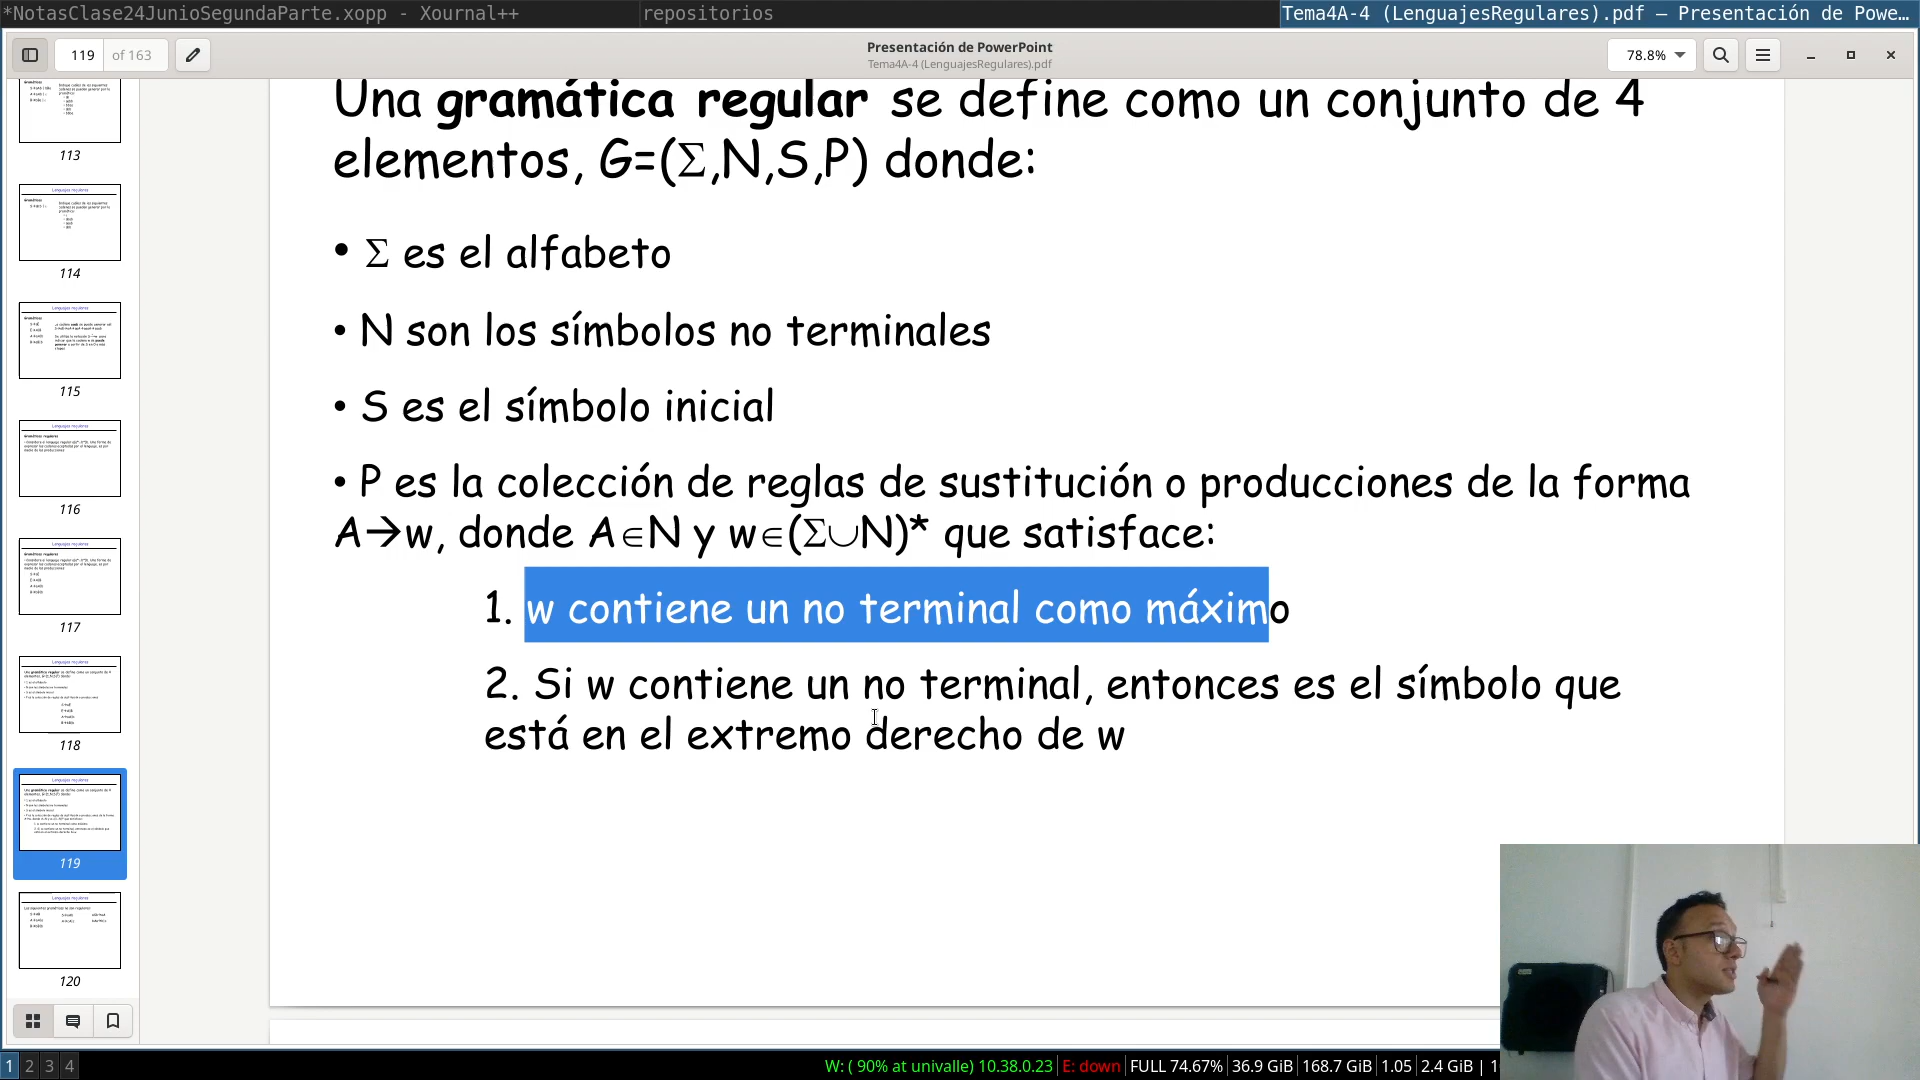 *NotasClase24JunioSegundaParte.xopp - Xournal++
repositorios
Tema4A-4 (LenguajesRegulares).pdf — Presentación de Powe…
119 of 163
Presentación de PowerPoint
Tema4A-4 (LenguajesRegulares).pdf
78.8%
Una gramática regular se define como un conjunto de 4
elementos, G=(Σ,N,S,P) donde:
• Σ es el alfabeto
• N son los símbolos no terminales
• S es el símbolo inicial
• P es la colección de reglas de sustitución o producciones de la forma
A→w, donde A∈N y w∈(Σ∪N)* que satisface:
1. w contiene un no terminal como máximo
2. Si w contiene un no terminal, entonces es el símbolo que
está en el extremo derecho de w
113
114
115
116
117
118
119
120
1 2 3 4
W: ( 90% at univalle) 10.38.0.23 | E: down | FULL 74.67% | 36.9 GiB | 168.7 GiB | 1.05 | 2.4 GiB | 1